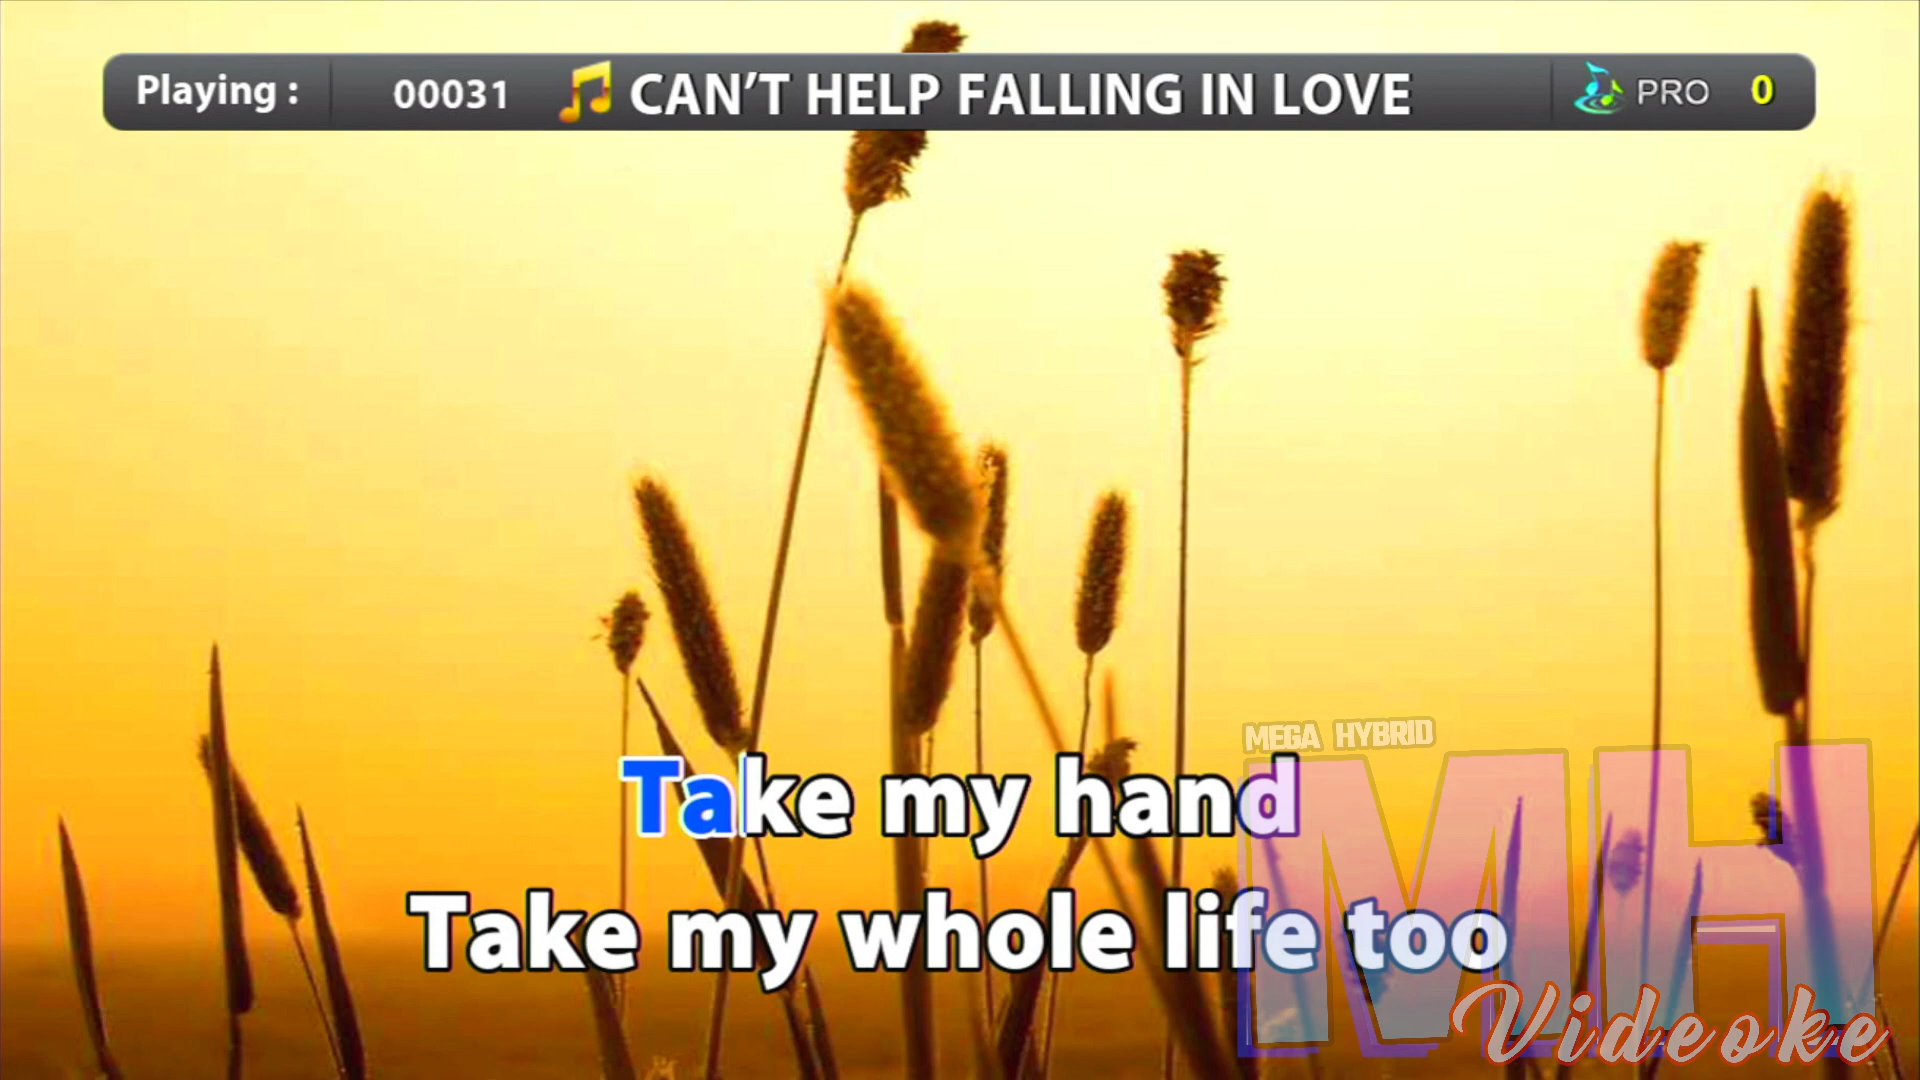 Playing : 00031 CAN'T HELP FALLING IN LOVE PRO 0
Take my hand
Take my whole life too
MEGA HYBRID
MH
Videoke